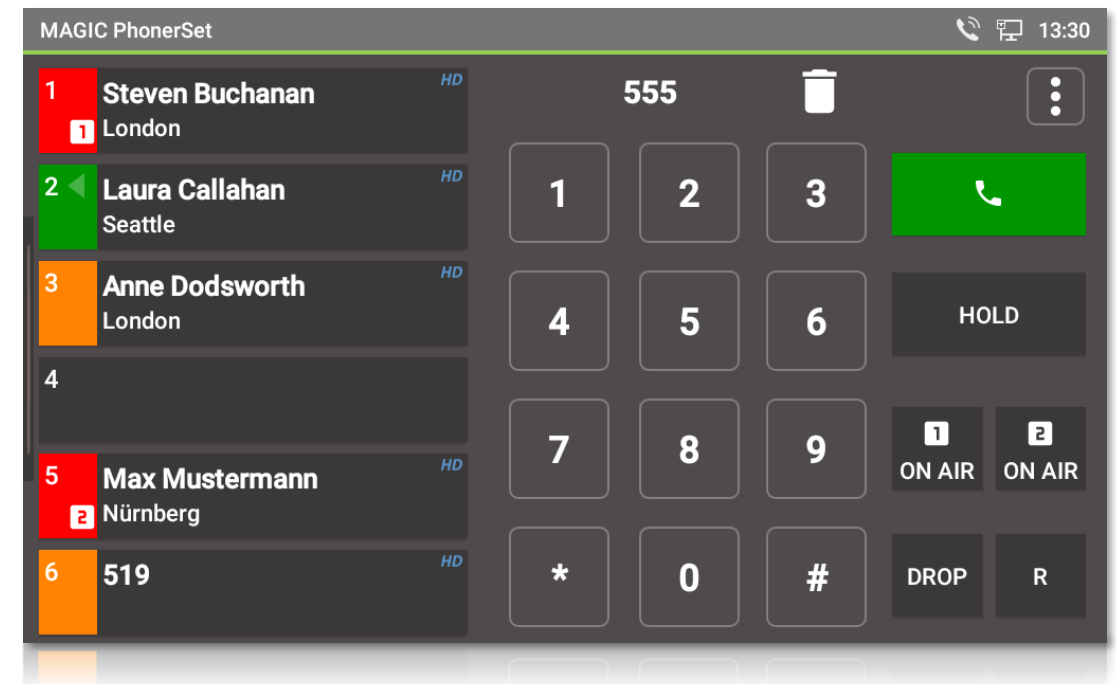 MAGIC PhonerSet
13:30
1
Steven Buchanan
HD
1
London
2
Laura Callahan
HD
Seattle
3
Anne Dodsworth
HD
London
4
5
Max Mustermann
HD
2
Nürnberg
6
519
HD
555
1 2 3
4 5 6
HOLD
7 8 9
1 2
ON AIR ON AIR
* 0 #
DROP R